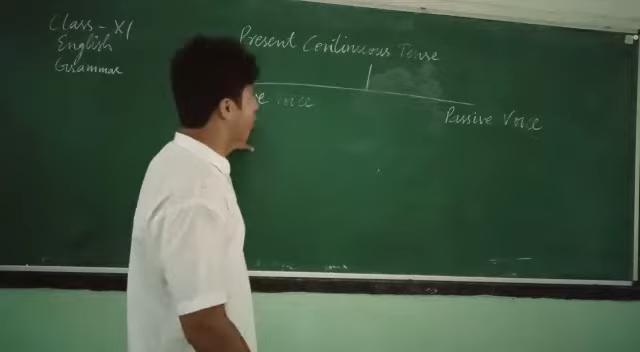 Class - XI
English
Grammar
Present Continuous Tense
Voice
Passive Voice